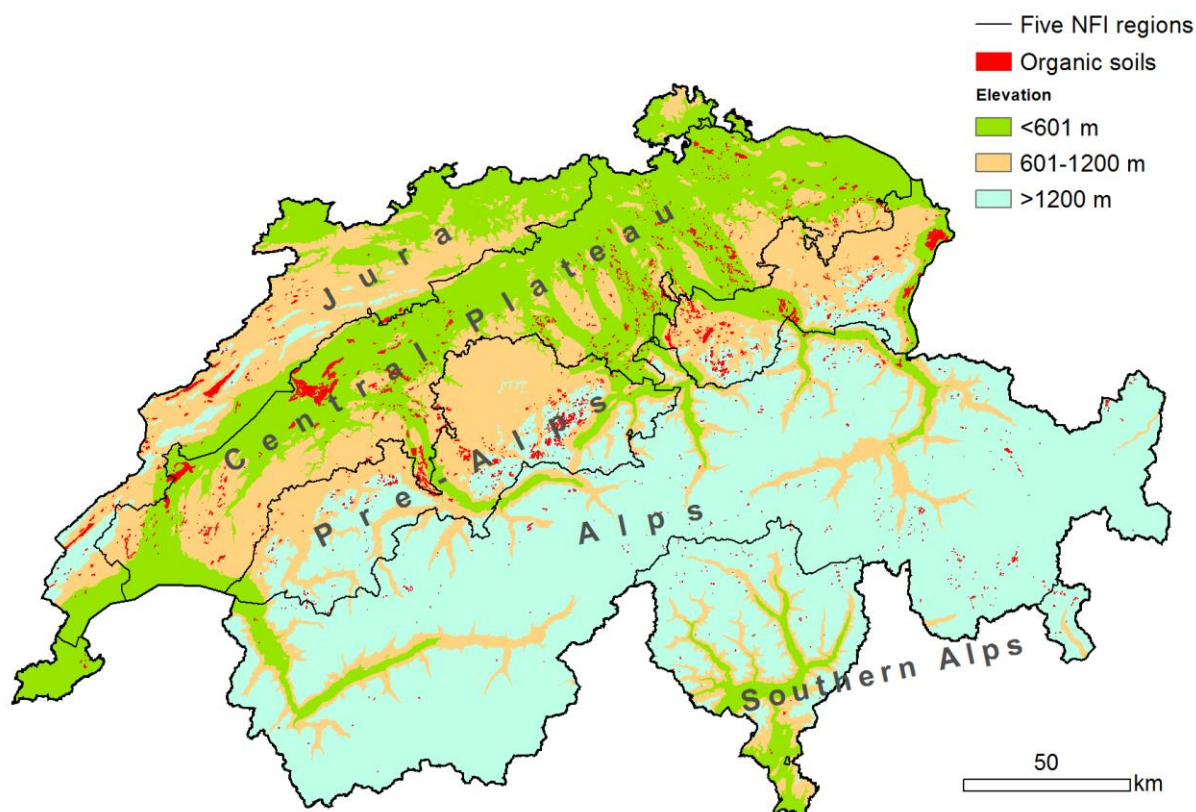 Five NFI regions
Organic soils
Elevation
<601 m
601-1200 m
>1200 m
Jura
Central Plateau
Pre-Alps
Alps
Southern Alps
50
km